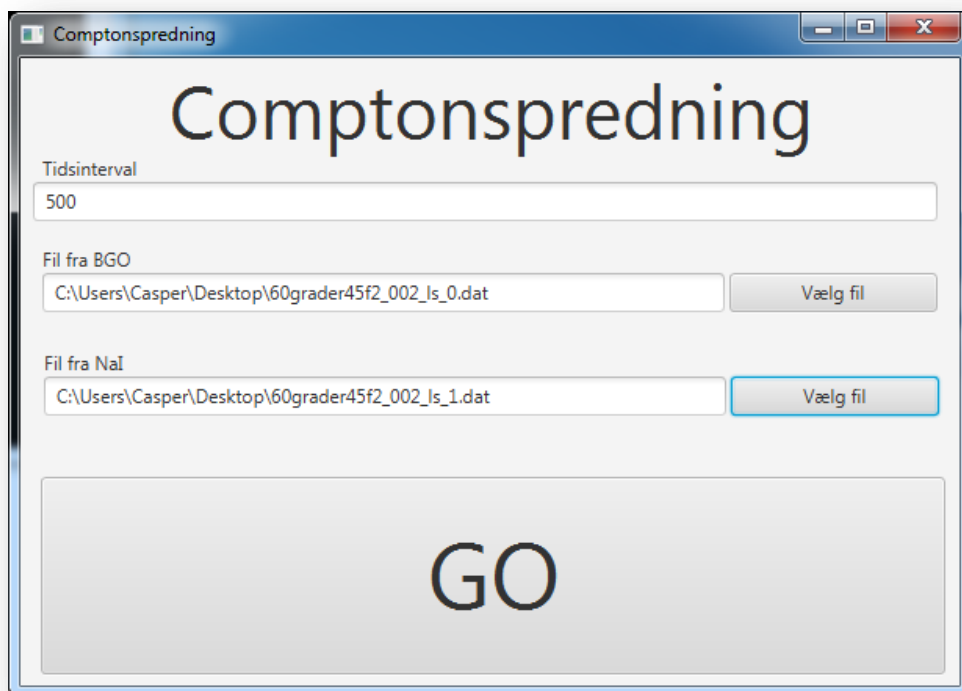 Comptonspredning
Comptonspredning
Tidsinterval
500
Fil fra BGO
C:\Users\Casper\Desktop\60grader45f2_002_ls_0.dat Vælg fil
Fil fra NaI
C:\Users\Casper\Desktop\60grader45f2_002_ls_1.dat Vælg fil
GO